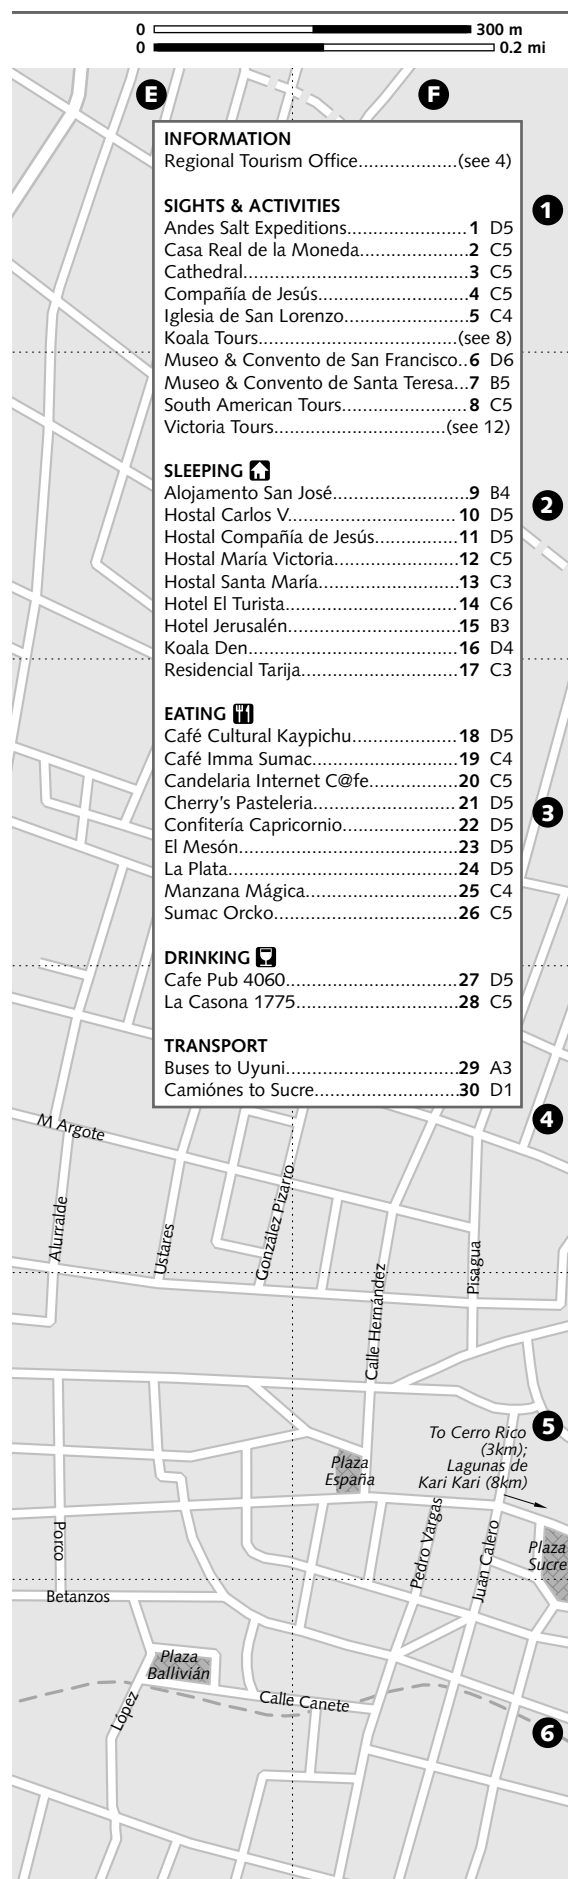 0 300 m
0 0.2 mi
E F
INFORMATION
Regional Tourism Office...................(see 4)
1
SIGHTS & ACTIVITIES
Andes Salt Expeditions.......................1 D5
Casa Real de la Moneda.....................2 C5
Cathedral...........................................3 C5
Compañía de Jesús.............................4 C5
Iglesia de San Lorenzo........................5 C4
Koala Tours......................................(see 8)
Museo & Convento de San Francisco..6 D6
Museo & Convento de Santa Teresa...7 B5
South American Tours........................8 C5
Victoria Tours.................................(see 12)
SLEEPING
Alojamento San José..........................9 B4
2
Hostal Carlos V................................10 D5
Hostal Compañía de Jesús................11 D5
Hostal María Victoria........................12 C5
Hostal Santa María...........................13 C3
Hotel El Turista.................................14 C6
Hotel Jerusalén.................................15 B3
Koala Den........................................16 D4
Residencial Tarija..............................17 C3
EATING
Café Cultural Kaypichu.....................18 D5
Café Imma Sumac............................19 C4
Candelaria Internet C@fe.................20 C5
Cherry's Pasteleria............................21 D5
3
Confitería Capricornio......................22 D5
El Mesón..........................................23 D5
La Plata............................................24 D5
Manzana Mágica..............................25 C4
Sumac Orcko....................................26 C5
DRINKING
Cafe Pub 4060.................................27 D5
La Casona 1775................................28 C5
TRANSPORT
Buses to Uyuni.................................29 A3
Camiónes to Sucre............................30 D1
4
M Argote
Alurralde
Ustares
González Pizarro
Calle Hernández
Pisagua
5
To Cerro Rico
(3km);
Lagunas de
Kari Kari (8km)
Plaza
España
Porco
Pedro Vargas
Juan Calero
Plaza
Sucre
Betanzos
Plaza
Ballivián
López
Calle Canete
6